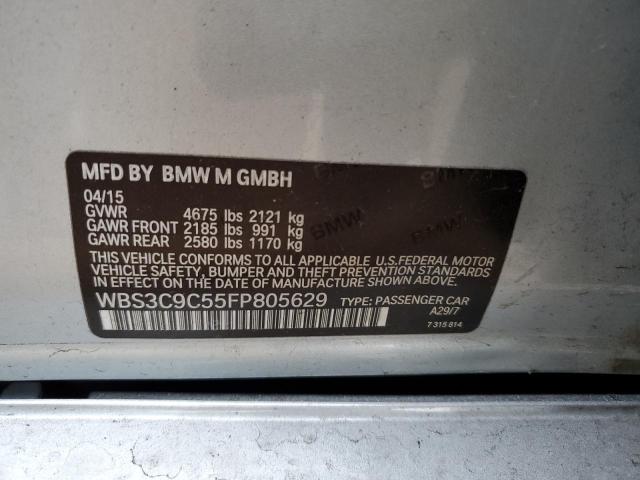 MFD BY BMW M GMBH
04/15
GVWR 4675 lbs 2121 kg
GAWR FRONT 2185 lbs 991 kg
GAWR REAR 2580 lbs 1170 kg
THIS VEHICLE CONFORMS TO ALL APPLICABLE U.S.FEDERAL MOTOR
VEHICLE SAFETY, BUMPER AND THEFT PREVENTION STANDARDS
IN EFFECT ON THE DATE OF MANUFACTURE SHOWN ABOVE.
WBS3C9C55FP805629 TYPE: PASSENGER CAR
A29/7
7 315 814
BMW